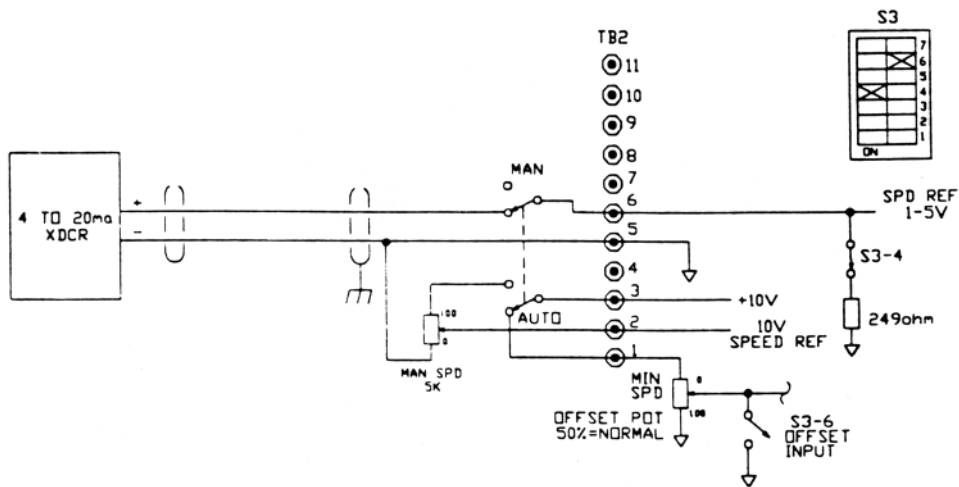 S3
7
6
5
4
3
2
1
ON
TB2
11
10
9
8
7
6
5
4
3
2
1
MAN
4 TO 20ma
XDCR
+
-
SPD REF
1-5V
S3-4
249ohm
AUTO
+10V
10V
SPEED REF
100
0
MAN SPD
5K
MIN
SPD
0
100
OFFSET POT
50%=NORMAL
S3-6
OFFSET
INPUT